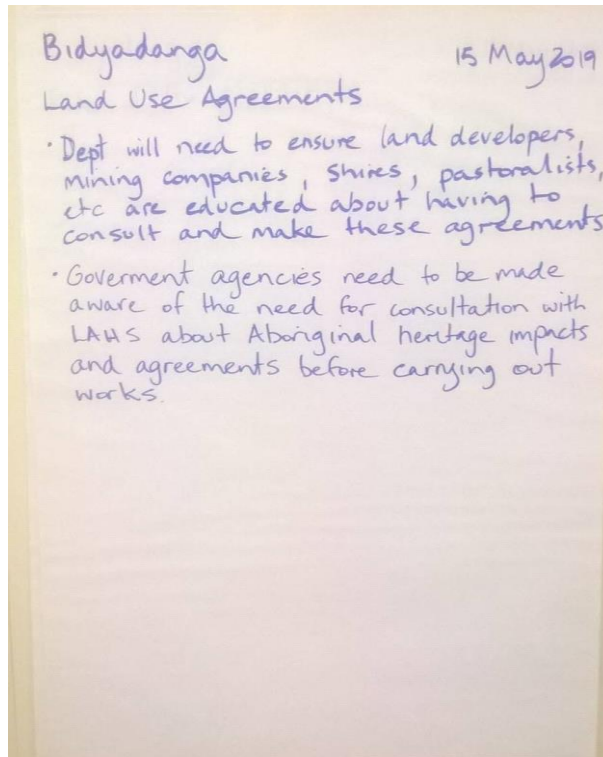 Bidyadanga 15 May 2019
Land Use Agreements
· Dept will need to ensure land developers,
mining companies, Shires, pastoralists,
etc are educated about having to
consult and make these agreements
· Goverment agencies need to be made
aware of the need for consultation with
LAHS about Aboriginal heritage impacts
and agreements before carrying out
works.